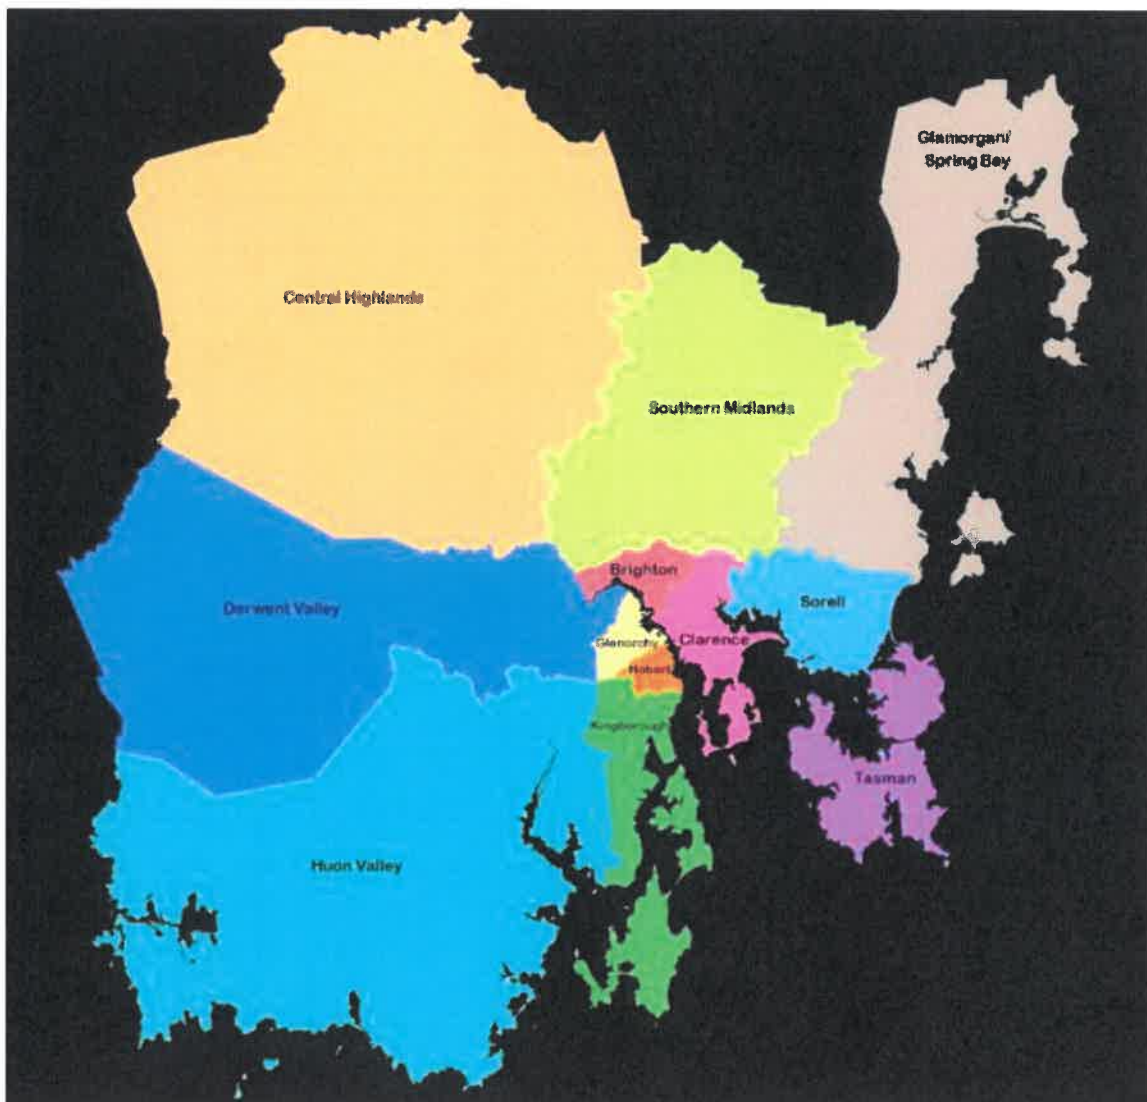 Glamorgan/
Spring Bay
Central Highlands
Southern Midlands
Brighton
Derwent Valley
Sorell
Glenorchy
Clarence
Hobart
Kingborough
Tasman
Huon Valley